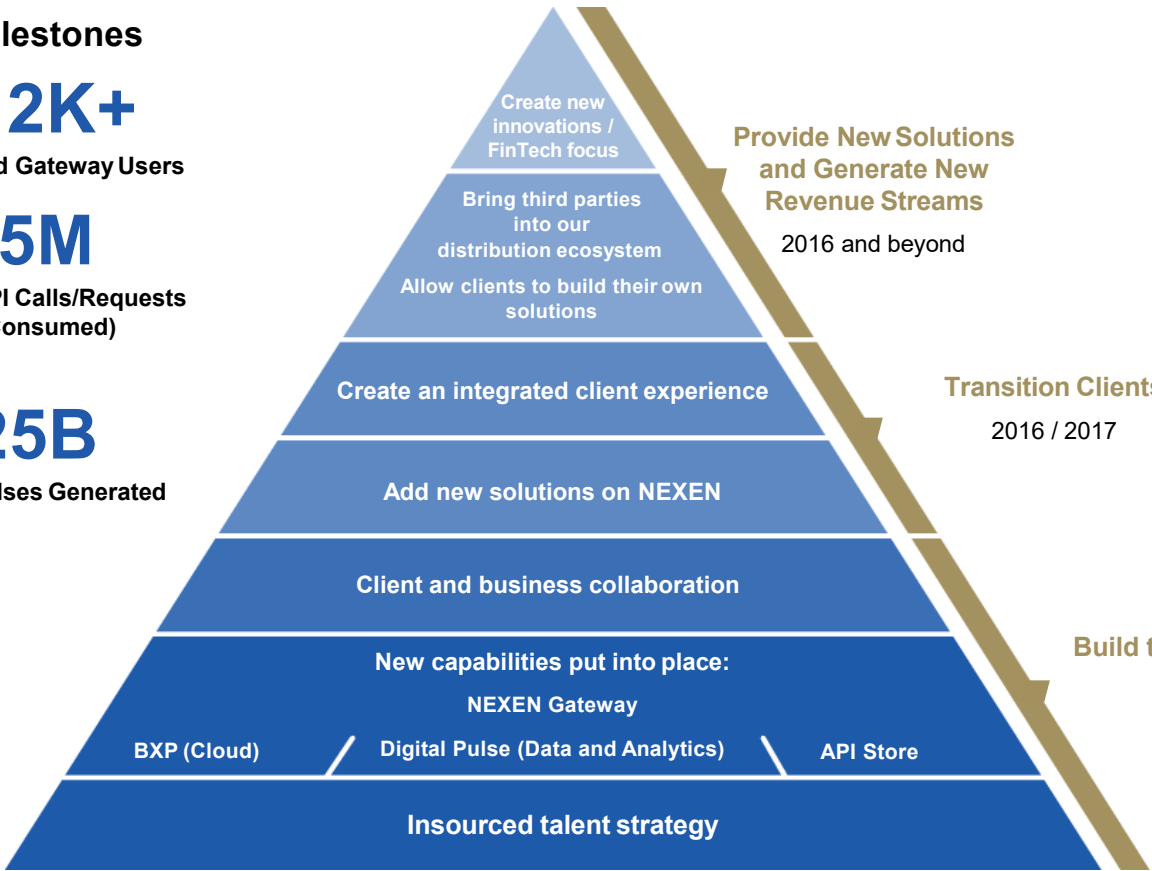 lestones
2K+
d Gateway Users
5M
PI Calls/Requests
onsumed)
25B
lses Generated
Create new
innovations /
FinTech focus
Bring third parties
into our
distribution ecosystem
Allow clients to build their own
solutions
Create an integrated client experience
Add new solutions on NEXEN
Client and business collaboration
New capabilities put into place:
NEXEN Gateway
BXP (Cloud)
Digital Pulse (Data and Analytics)
API Store
Insourced talent strategy
Provide New Solutions
and Generate New
Revenue Streams
2016 and beyond
Transition Clients
2016 / 2017
Build t